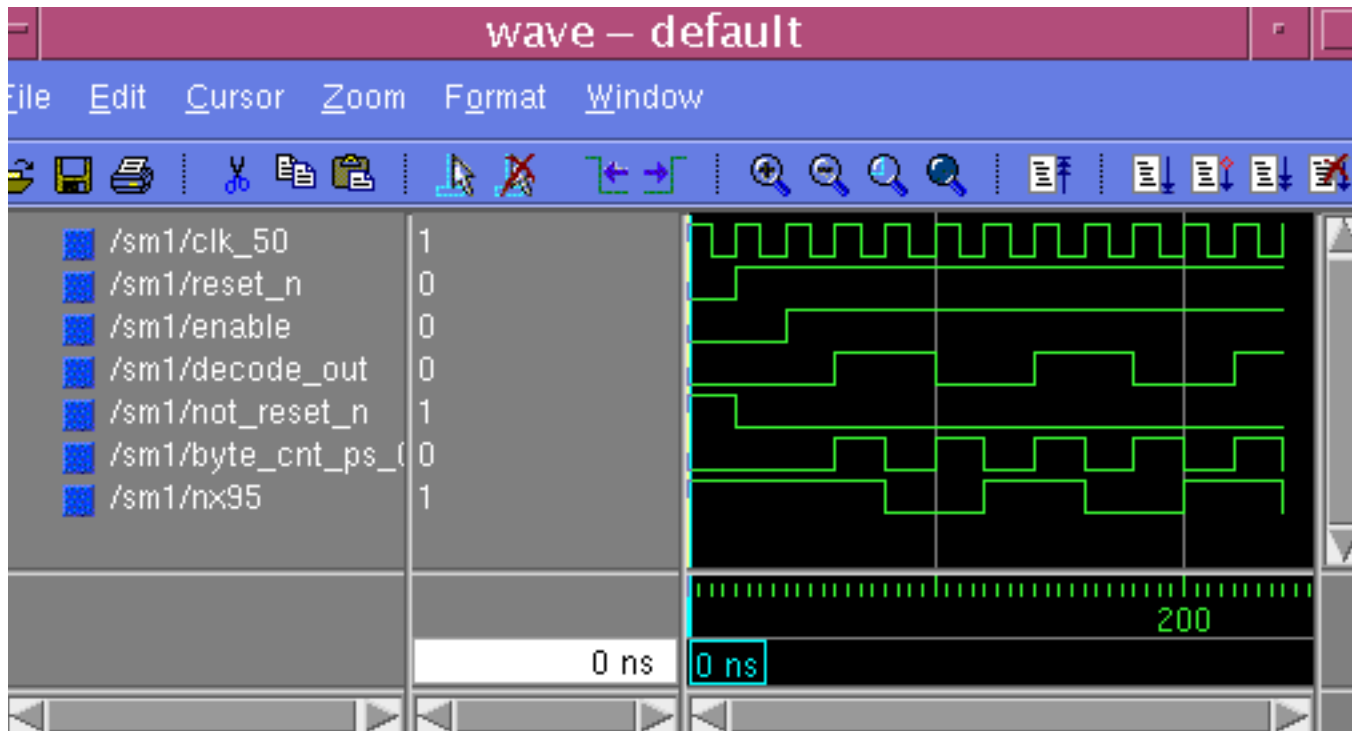 wave – default
File Edit Cursor Zoom Format Window
/sm1/clk_50 1
/sm1/reset_n 0
/sm1/enable 0
/sm1/decode_out 0
/sm1/not_reset_n 1
/sm1/byte_cnt_ps_( 0
/sm1/nx95 1
200
0 ns 0 ns